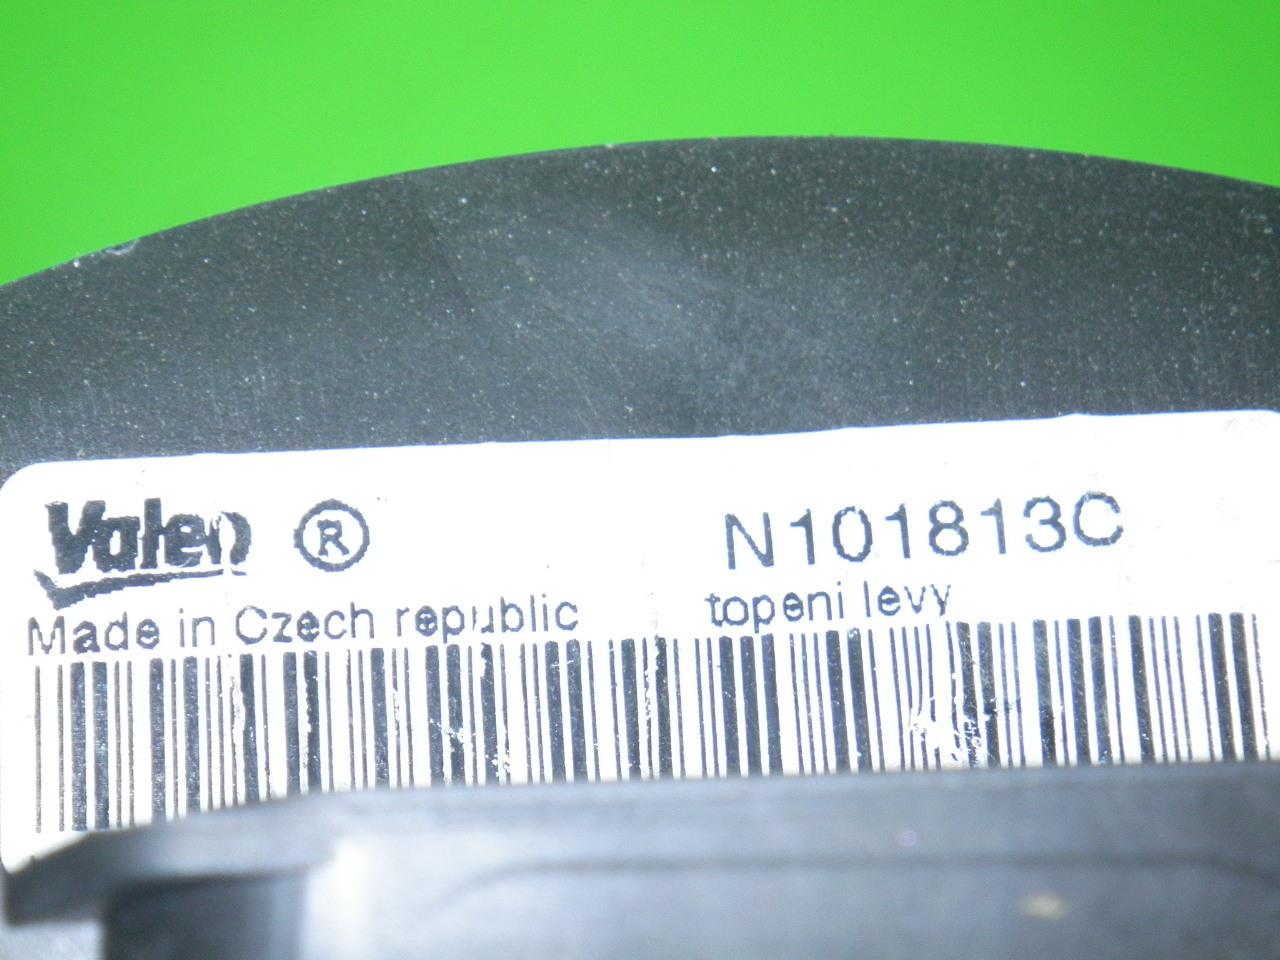 Valeo ®
N101813C
Made in Czech republic
topeni levy